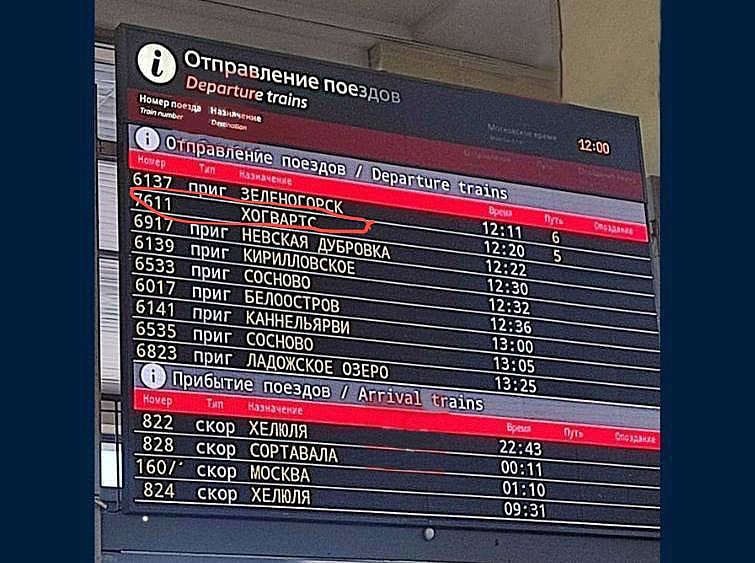 i Отправление поездов
Departure trains
Номер поезда Назначение
Train number Destination
Московское время
12:00
i Отправление поездов / Departure trains
Номер Тип Назначение Время Путь Опоздание
6137 приг ЗЕЛЕНОГОРСК 12:11 6
7611 ХОГВАРТС 12:20 5
6917 приг НЕВСКАЯ ДУБРОВКА 12:22
6139 приг КИРИЛЛОВСКОЕ 12:30
6533 приг СОСНОВО 12:32
6017 приг БЕЛООСТРОВ 12:36
6141 приг КАННЕЛЬЯРВИ 13:00
6535 приг СОСНОВО 13:05
6823 приг ЛАДОЖСКОЕ ОЗЕРО 13:25
i Прибытие поездов / Arrival trains
Номер Тип Назначение Время Путь Опоздание
822 скор ХЕЛЮЛЯ 22:43
828 скор СОРТАВАЛА 00:11
160/ скор МОСКВА 01:10
824 скор ХЕЛЮЛЯ 09:31